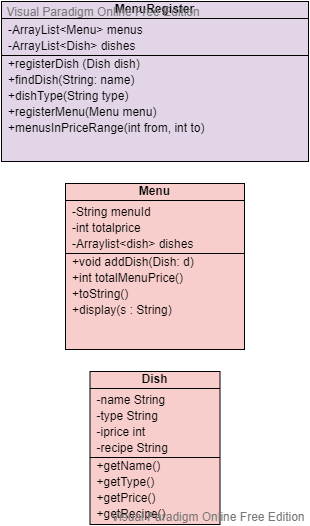 Visual Paradigm Online Free Edition
MenuRegister
-ArrayList<Menu> menus
-ArrayList<Dish> dishes
+registerDish (Dish dish)
+findDish(String: name)
+dishType(String type)
+registerMenu(Menu menu)
+menusInPriceRange(int from, int to)
Menu
-String menuId
-int totalprice
-Arraylist<dish> dishes
+void addDish(Dish: d)
+int totalMenuPrice()
+toString()
+display(s : String)
Dish
-name String
-type String
-iprice int
-recipe String
+getName()
+getType()
+getPrice()
+getRecipe()
Visual Paradigm Online Free Edition